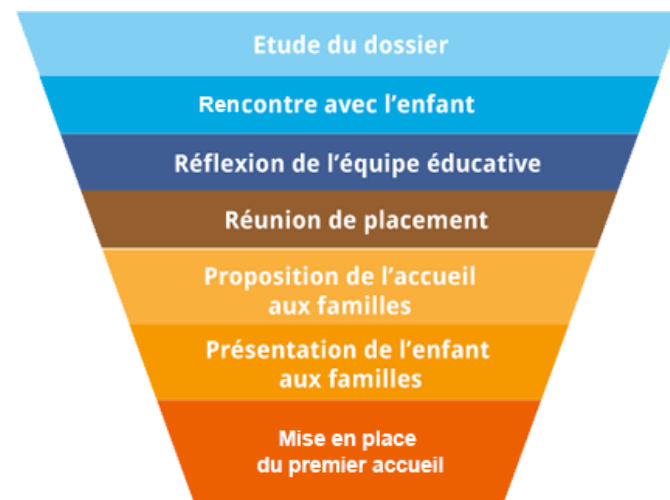 Etude du dossier
Rencontre avec l'enfant
Réflexion de l'équipe éducative
Réunion de placement
Proposition de l'accueil
aux familles
Présentation de l'enfant
aux familles
Mise en place
du premier accueil